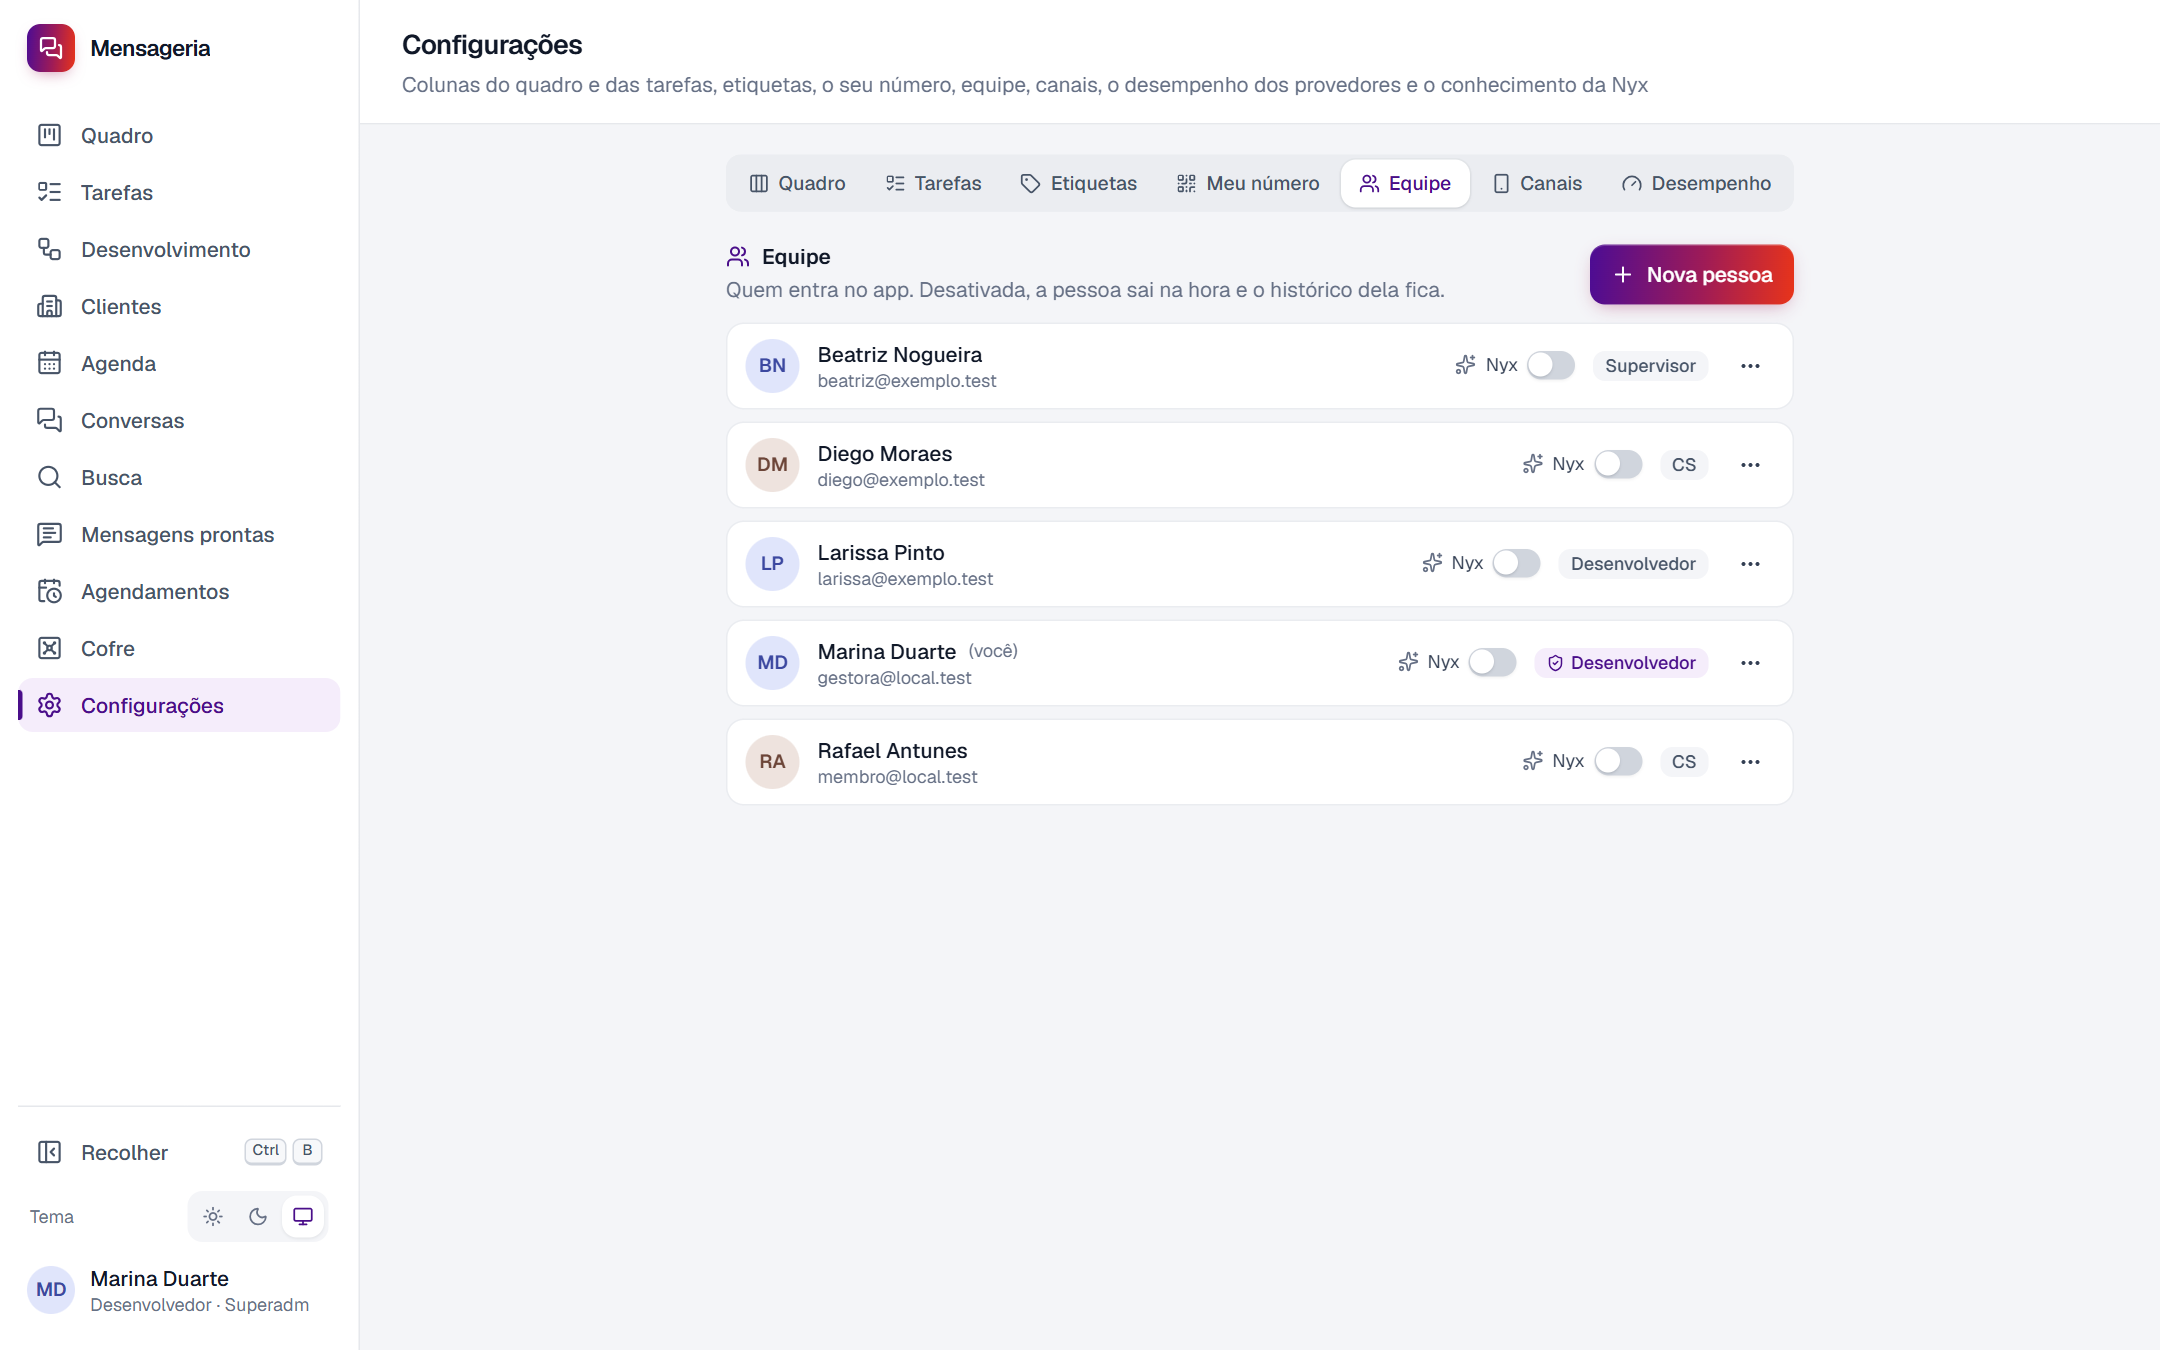 Mensageria
Quadro
Tarefas
Desenvolvimento
Clientes
Agenda
Conversas
Busca
Mensagens prontas
Agendamentos
Cofre
Configurações
Recolher Ctrl B
Tema
MD Marina Duarte
Desenvolvedor · Superadm
Configurações
Colunas do quadro e das tarefas, etiquetas, o seu número, equipe, canais, o desempenho dos provedores e o conhecimento da Nyx
Quadro Tarefas Etiquetas Meu número Equipe Canais Desempenho
Equipe
Quem entra no app. Desativada, a pessoa sai na hora e o histórico dela fica.
Nova pessoa
BN Beatriz Nogueira Nyx Supervisor
beatriz@exemplo.test
DM Diego Moraes Nyx CS
diego@exemplo.test
LP Larissa Pinto Nyx Desenvolvedor
larissa@exemplo.test
MD Marina Duarte (você) Nyx Desenvolvedor
gestora@local.test
RA Rafael Antunes Nyx CS
membro@local.test